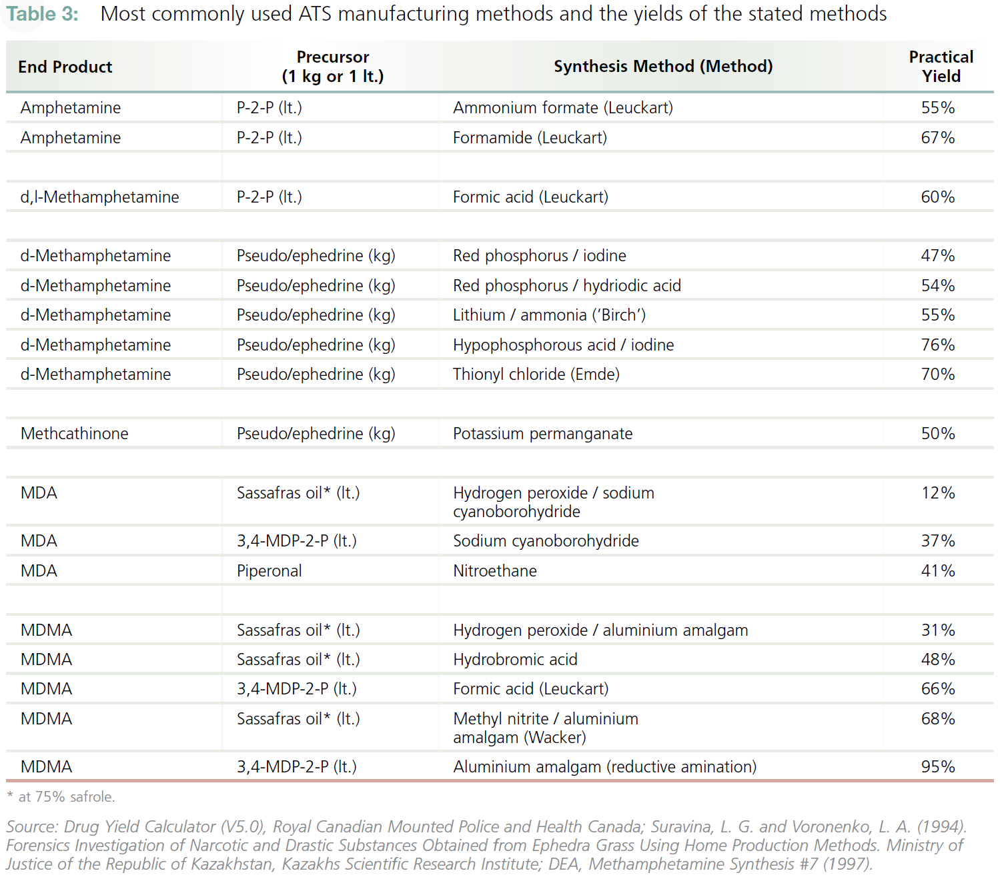 Table 3: Most commonly used ATS manufacturing methods and the yields of the stated methods
End Product Precursor (1 kg or 1 lt.) Synthesis Method (Method) Practical Yield
Amphetamine P-2-P (lt.) Ammonium formate (Leuckart) 55%
Amphetamine P-2-P (lt.) Formamide (Leuckart) 67%
d,l-Methamphetamine P-2-P (lt.) Formic acid (Leuckart) 60%
d-Methamphetamine Pseudo/ephedrine (kg) Red phosphorus / iodine 47%
d-Methamphetamine Pseudo/ephedrine (kg) Red phosphorus / hydriodic acid 54%
d-Methamphetamine Pseudo/ephedrine (kg) Lithium / ammonia (‘Birch’) 55%
d-Methamphetamine Pseudo/ephedrine (kg) Hypophosphorous acid / iodine 76%
d-Methamphetamine Pseudo/ephedrine (kg) Thionyl chloride (Emde) 70%
Methcathinone Pseudo/ephedrine (kg) Potassium permanganate 50%
MDA Sassafras oil* (lt.) Hydrogen peroxide / sodium 12%
cyanoborohydride
MDA 3,4-MDP-2-P (lt.) Sodium cyanoborohydride 37%
MDA Piperonal Nitroethane 41%
MDMA Sassafras oil* (lt.) Hydrogen peroxide / aluminium amalgam 31%
MDMA Sassafras oil* (lt.) Hydrobromic acid 48%
MDMA 3,4-MDP-2-P (lt.) Formic acid (Leuckart) 66%
MDMA Sassafras oil* (lt.) Methyl nitrite / aluminium 68%
amalgam (Wacker)
MDMA 3,4-MDP-2-P (lt.) Aluminium amalgam (reductive amination) 95%
* at 75% safrole.
Source: Drug Yield Calculator (V5.0), Royal Canadian Mounted Police and Health Canada; Suravina, L. G. and Voronenko, L. A. (1994).
Forensics Investigation of Narcotic and Drastic Substances Obtained from Ephedra Grass Using Home Production Methods. Ministry of
Justice of the Republic of Kazakhstan, Kazakhs Scientific Research Institute; DEA, Methamphetamine Synthesis #7 (1997).